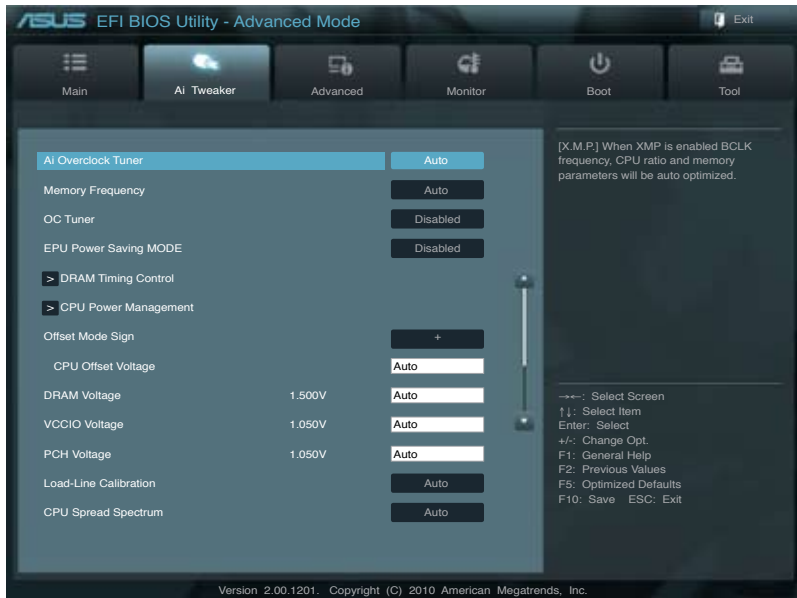 ASUS EFI BIOS Utility - Advanced Mode
Exit
Main
Ai Tweaker
Advanced
Monitor
Boot
Tool
Ai Overclock Tuner Auto
Memory Frequency Auto
OC Tuner Disabled
EPU Power Saving MODE Disabled
> DRAM Timing Control
> CPU Power Management
Offset Mode Sign +
CPU Offset Voltage Auto
DRAM Voltage 1.500V Auto
VCCIO Voltage 1.050V Auto
PCH Voltage 1.050V Auto
Load-Line Calibration Auto
CPU Spread Spectrum Auto
[X.M.P.] When XMP is enabled BCLK
frequency, CPU ratio and memory
parameters will be auto optimized.
→←: Select Screen
↑↓: Select Item
Enter: Select
+/-: Change Opt.
F1: General Help
F2: Previous Values
F5: Optimized Defaults
F10: Save ESC: Exit
Version 2.00.1201. Copyright (C) 2010 American Megatrends, Inc.